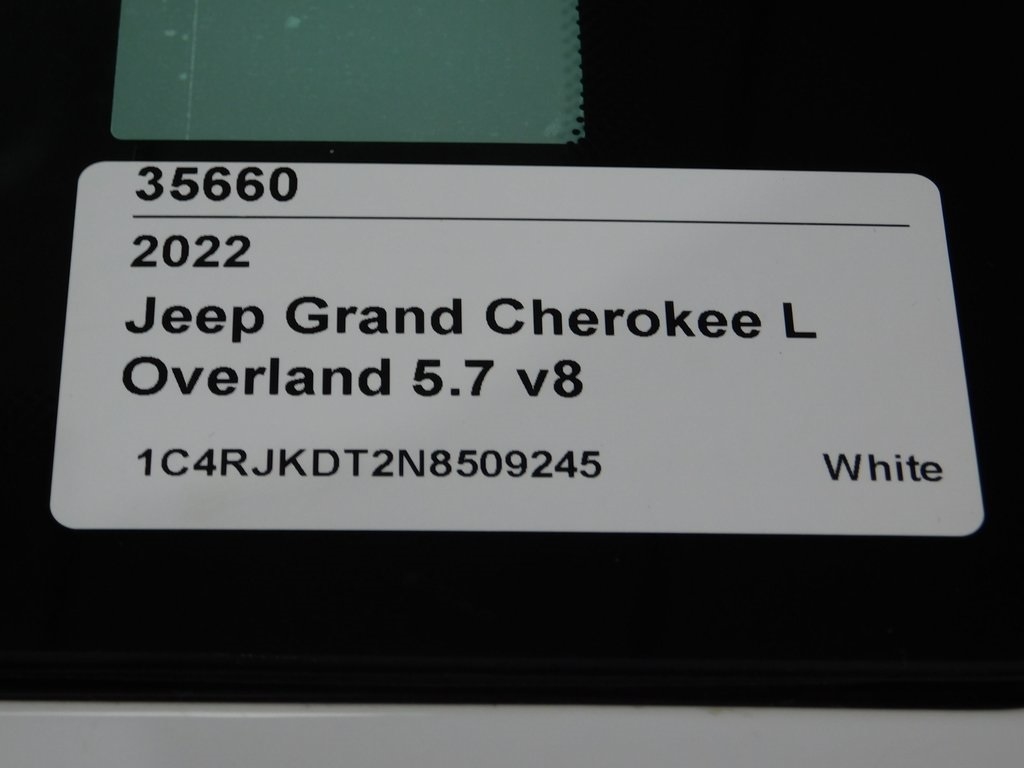 35660
2022
Jeep Grand Cherokee L
Overland 5.7 v8
1C4RJKDT2N8509245 White